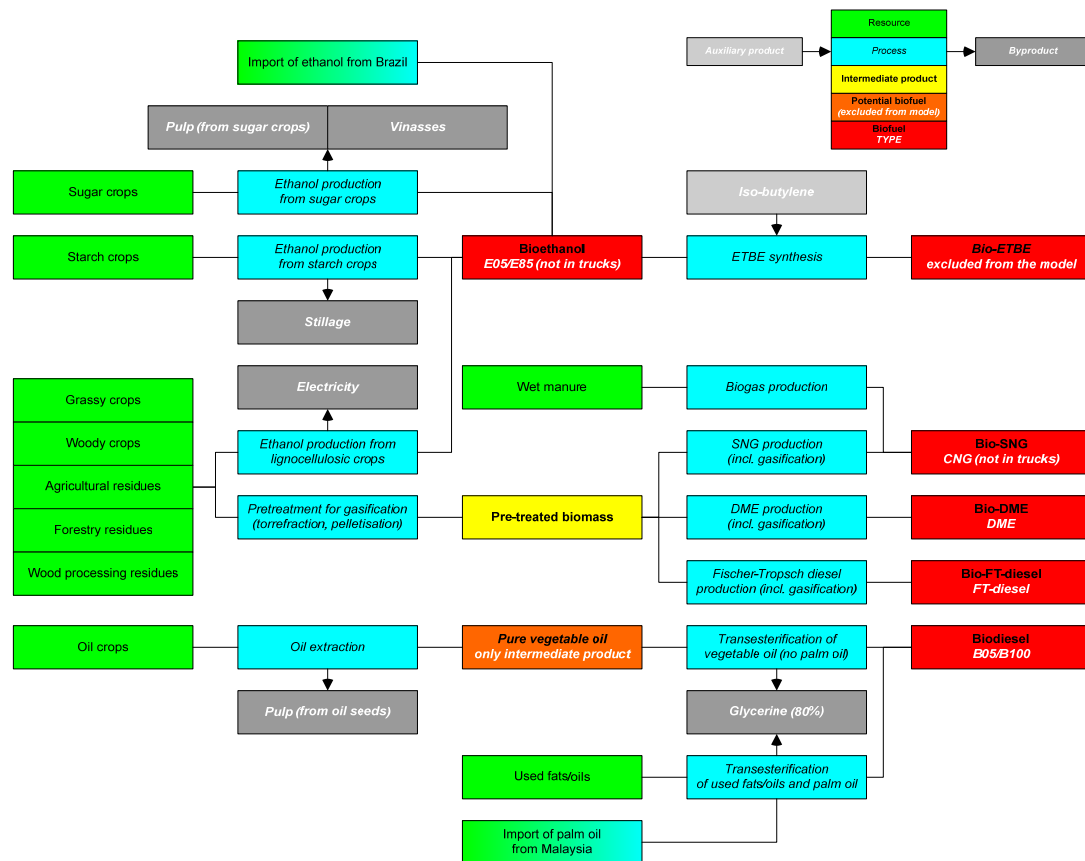 Resource
Auxiliary product
Process
Byproduct
Intermediate product
Potential biofuel
(excluded from model)
Biofuel
TYPE
Import of ethanol from Brazil
Pulp (from sugar crops)
Vinasses
Sugar crops
Ethanol production
from sugar crops
Iso-butylene
Starch crops
Ethanol production
from starch crops
Bioethanol
E05/E85 (not in trucks)
ETBE synthesis
Bio-ETBE
excluded from the model
Stillage
Electricity
Wet manure
Biogas production
Grassy crops
Woody crops
Agricultural residues
Forestry residues
Wood processing residues
Ethanol production from
lignocellulosic crops
SNG production
(incl. gasification)
Bio-SNG
CNG (not in trucks)
Pretreatment for gasification
(torrefraction, pelletisation)
Pre-treated biomass
DME production
(incl. gasification)
Bio-DME
DME
Fischer-Tropsch diesel
production (incl. gasification)
Bio-FT-diesel
FT-diesel
Oil crops
Oil extraction
Pure vegetable oil
only intermediate product
Transesterification of
vegetable oil (no palm oil)
Biodiesel
B05/B100
Pulp (from oil seeds)
Glycerine (80%)
Used fats/oils
Transesterification
of used fats/oils and palm oil
Import of palm oil
from Malaysia